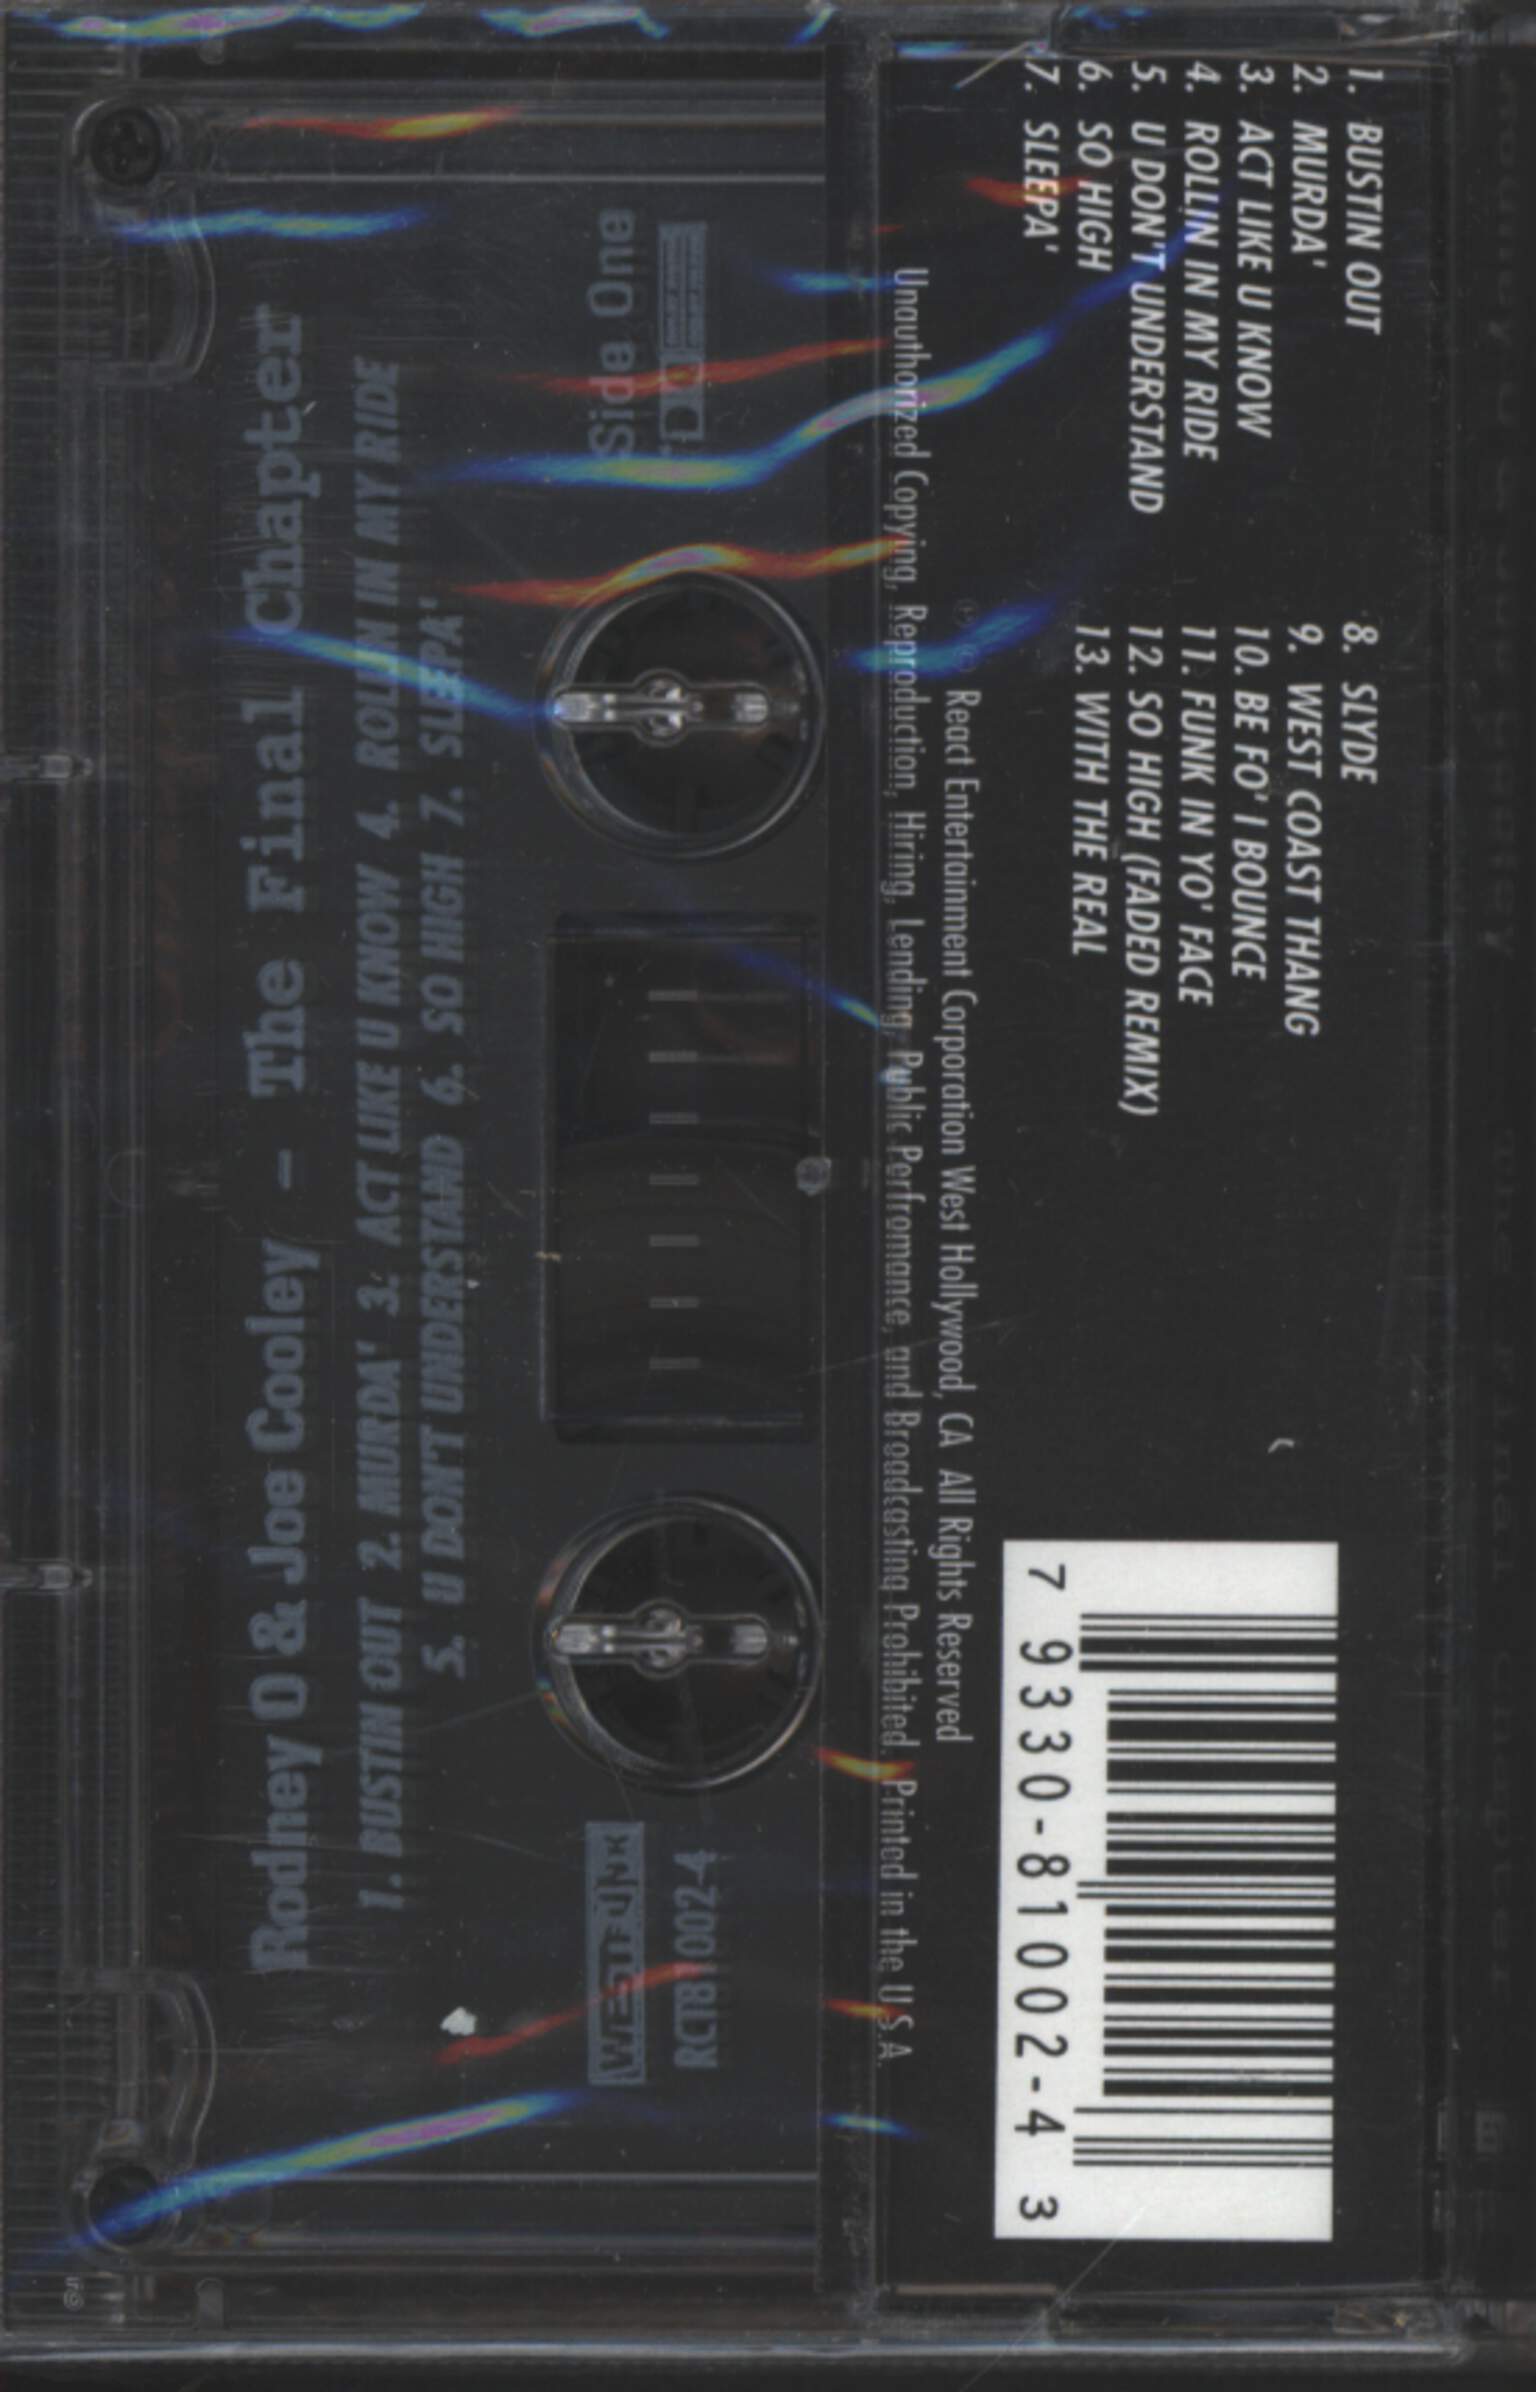 1. BUSTIN OUT
2. MURDA'
3. ACT LIKE U KNOW
4. ROLLIN IN MY RIDE
5. U DON'T UNDERSTAND
6. SO HIGH
7. SLEEPA'
8. SLYDE
9. WEST COAST THANG
10. BE FO' I BOUNCE
11. FUNK IN YO' FACE
12. SO HIGH (FADED REMIX)
13. WITH THE REAL
℗ © React Entertainment Corporation West Hollywood, CA All Rights Reserved
Unauthorized Copying, Reproduction, Hiring, Lending, Public Perfromance, and Broadcasting Prohibited. Printed in the U.S.A.
7 93330-81002-4 3
Side One
WETFUNK
RCT81002-4
Rodney O & Joe Cooley - The Final Chapter
1. BUSTIN OUT 2. MURDA' 3. ACT LIKE U KNOW 4. ROLLIN IN MY RIDE
5. U DON'T UNDERSTAND 6. SO HIGH 7. SLEEPA'